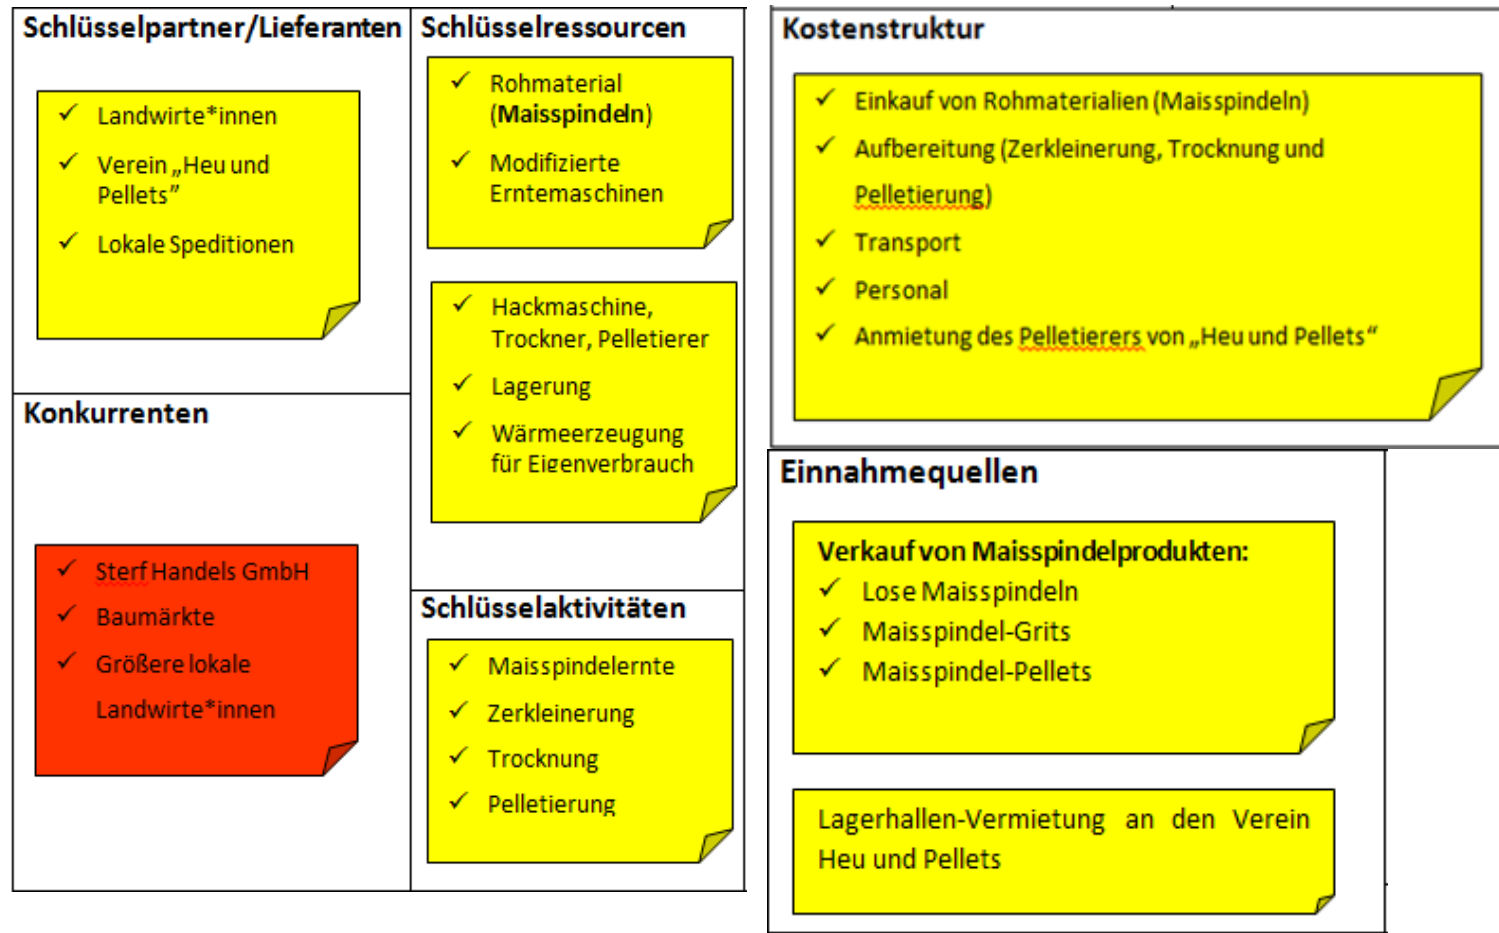 Schlüsselpartner/Lieferanten
✓ Landwirte*innen
✓ Verein „Heu und
Pellets”
✓ Lokale Speditionen
Konkurrenten
✓ Sterf Handels GmbH
✓ Baumärkte
✓ Größere lokale
Landwirte*innen
Schlüsselressourcen
✓ Rohmaterial
(Maisspindeln)
✓ Modifizierte
Erntemaschinen
✓ Hackmaschine,
Trockner, Pelletierer
✓ Lagerung
✓ Wärmeerzeugung
für Eigenverbrauch
Schlüsselaktivitäten
✓ Maisspindelernte
✓ Zerkleinerung
✓ Trocknung
✓ Pelletierung
Kostenstruktur
✓ Einkauf von Rohmaterialien (Maisspindeln)
✓ Aufbereitung (Zerkleinerung, Trocknung und
Pelletierung)
✓ Transport
✓ Personal
✓ Anmietung des Pelletierers von „Heu und Pellets“
Einnahmequellen
Verkauf von Maisspindelprodukten:
✓ Lose Maisspindeln
✓ Maisspindel-Grits
✓ Maisspindel-Pellets
Lagerhallen-Vermietung an den Verein
Heu und Pellets